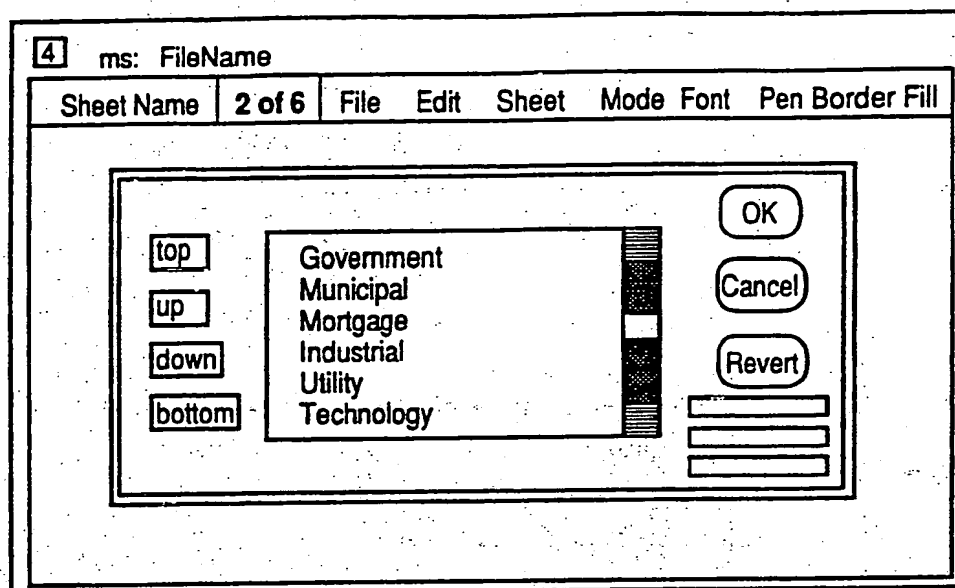 4 ms: FileName
Sheet Name 2 of 6 File Edit Sheet Mode Font Pen Border Fill
top
up
down
bottom
Government
Municipal
Mortgage
Industrial
Utility
Technology
OK
Cancel
Revert